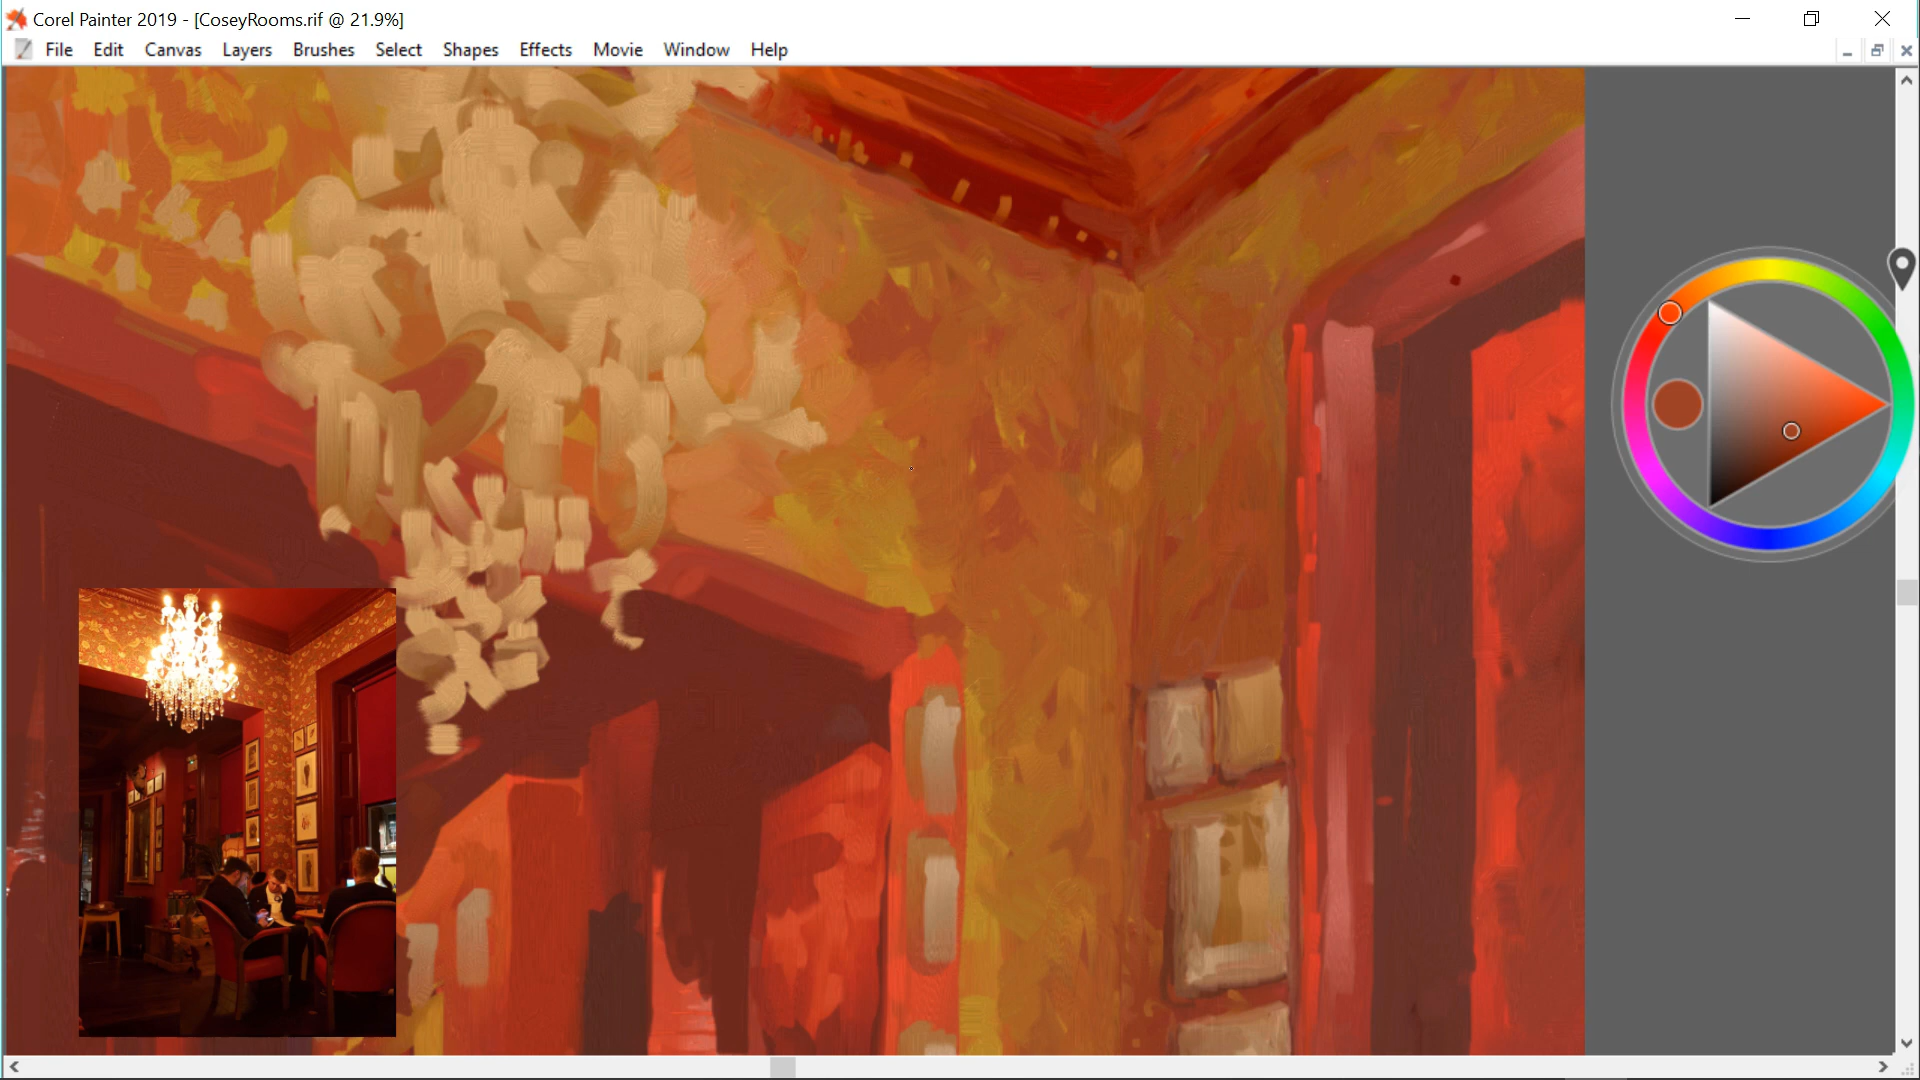 Corel Painter 2019 - [CoseyRooms.rif @ 21.9%]
File Edit Canvas Layers Brushes Select Shapes Effects Movie Window Help